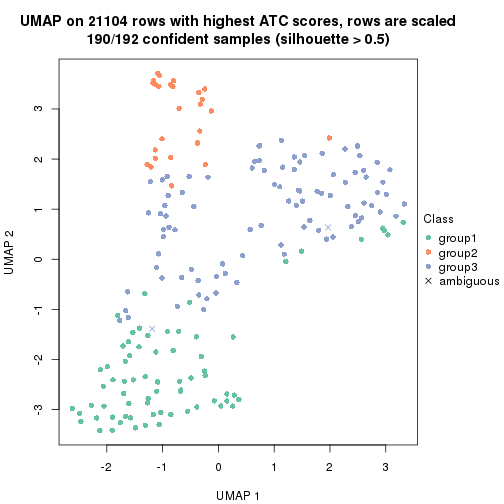 UMAP on 21104 rows with highest ATC scores, rows are scaled
190/192 confident samples (silhouette > 0.5)
3
2
1
0
-1
-2
-3
UMAP 2
-2
-1
0
1
2
3
UMAP 1
Class
group1
group2
group3
ambiguous